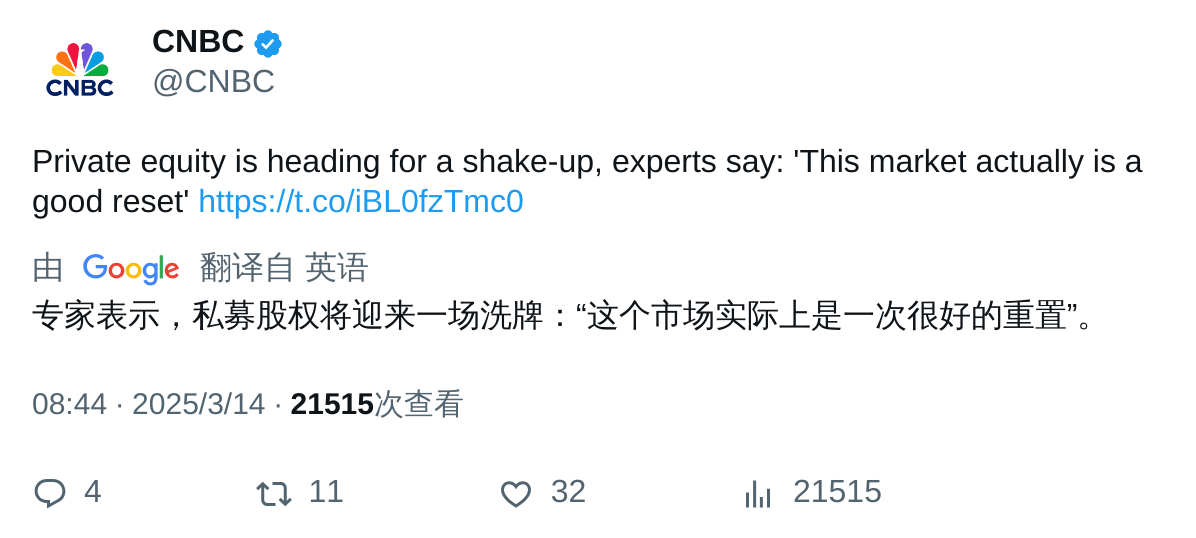 CNBC
CNBC
@CNBC
Private equity is heading for a shake-up, experts say: 'This market actually is a
good reset' https://t.co/iBL0fzTmc0
由 Google 翻译自 英语
专家表示，私募股权将迎来一场洗牌：“这个市场实际上是一次很好的重置”。
08:44 · 2025/3/14 · 21515次查看
4 11 32 21515